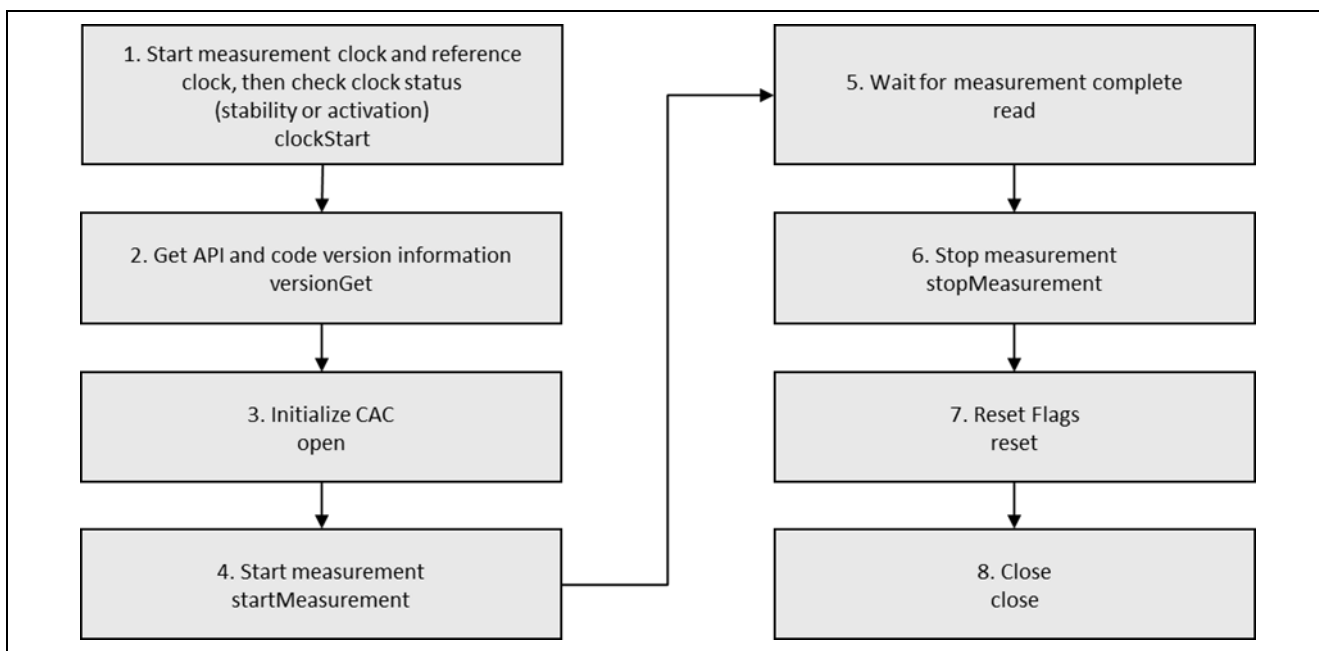 1. Start measurement clock and reference
clock, then check clock status
(stability or activation)
clockStart
2. Get API and code version information
versionGet
3. Initialize CAC
open
4. Start measurement
startMeasurement
5. Wait for measurement complete
read
6. Stop measurement
stopMeasurement
7. Reset Flags
reset
8. Close
close